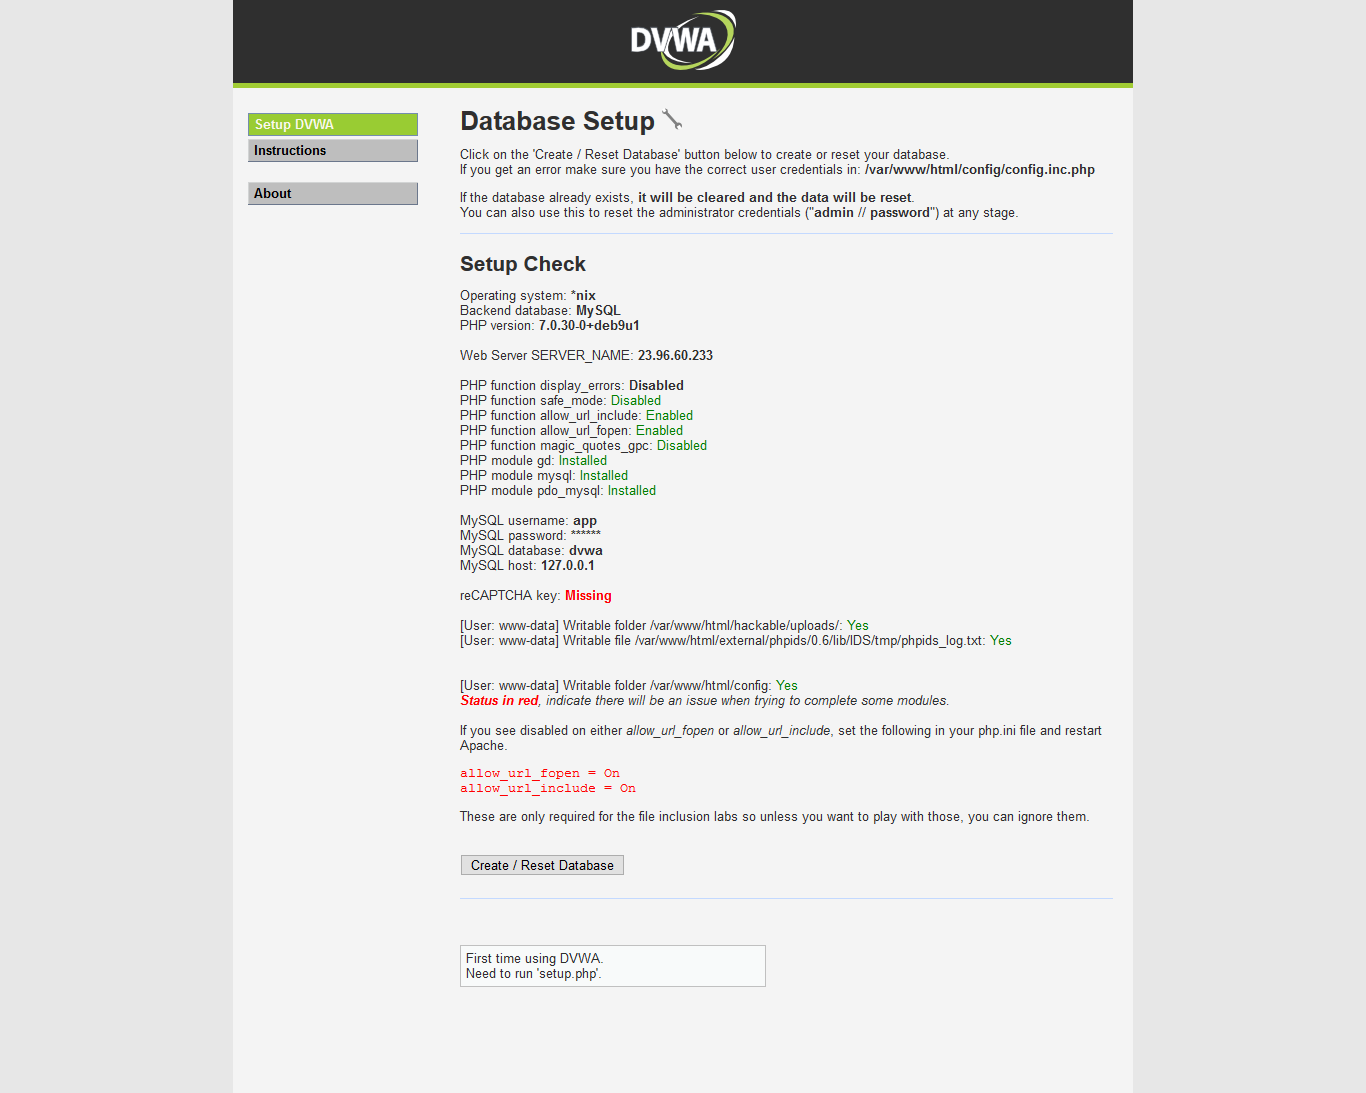 DVWA
Setup DVWA
Instructions
About
Database Setup
Click on the 'Create / Reset Database' button below to create or reset your database.
If you get an error make sure you have the correct user credentials in: /var/www/html/config/config.inc.php
If the database already exists, it will be cleared and the data will be reset.
You can also use this to reset the administrator credentials ("admin // password") at any stage.
Setup Check
Operating system: *nix
Backend database: MySQL
PHP version: 7.0.30-0+deb9u1
Web Server SERVER_NAME: 23.96.60.233
PHP function display_errors: Disabled
PHP function safe_mode: Disabled
PHP function allow_url_include: Enabled
PHP function allow_url_fopen: Enabled
PHP function magic_quotes_gpc: Disabled
PHP module gd: Installed
PHP module mysql: Installed
PHP module pdo_mysql: Installed
MySQL username: app
MySQL password: ******
MySQL database: dvwa
MySQL host: 127.0.0.1
reCAPTCHA key: Missing
[User: www-data] Writable folder /var/www/html/hackable/uploads/: Yes
[User: www-data] Writable file /var/www/html/external/phpids/0.6/lib/IDS/tmp/phpids_log.txt: Yes
[User: www-data] Writable folder /var/www/html/config: Yes
Status in red, indicate there will be an issue when trying to complete some modules.
If you see disabled on either allow_url_fopen or allow_url_include, set the following in your php.ini file and restart
Apache.
allow_url_fopen = On
allow_url_include = On
These are only required for the file inclusion labs so unless you want to play with those, you can ignore them.
Create / Reset Database
First time using DVWA.
Need to run 'setup.php'.